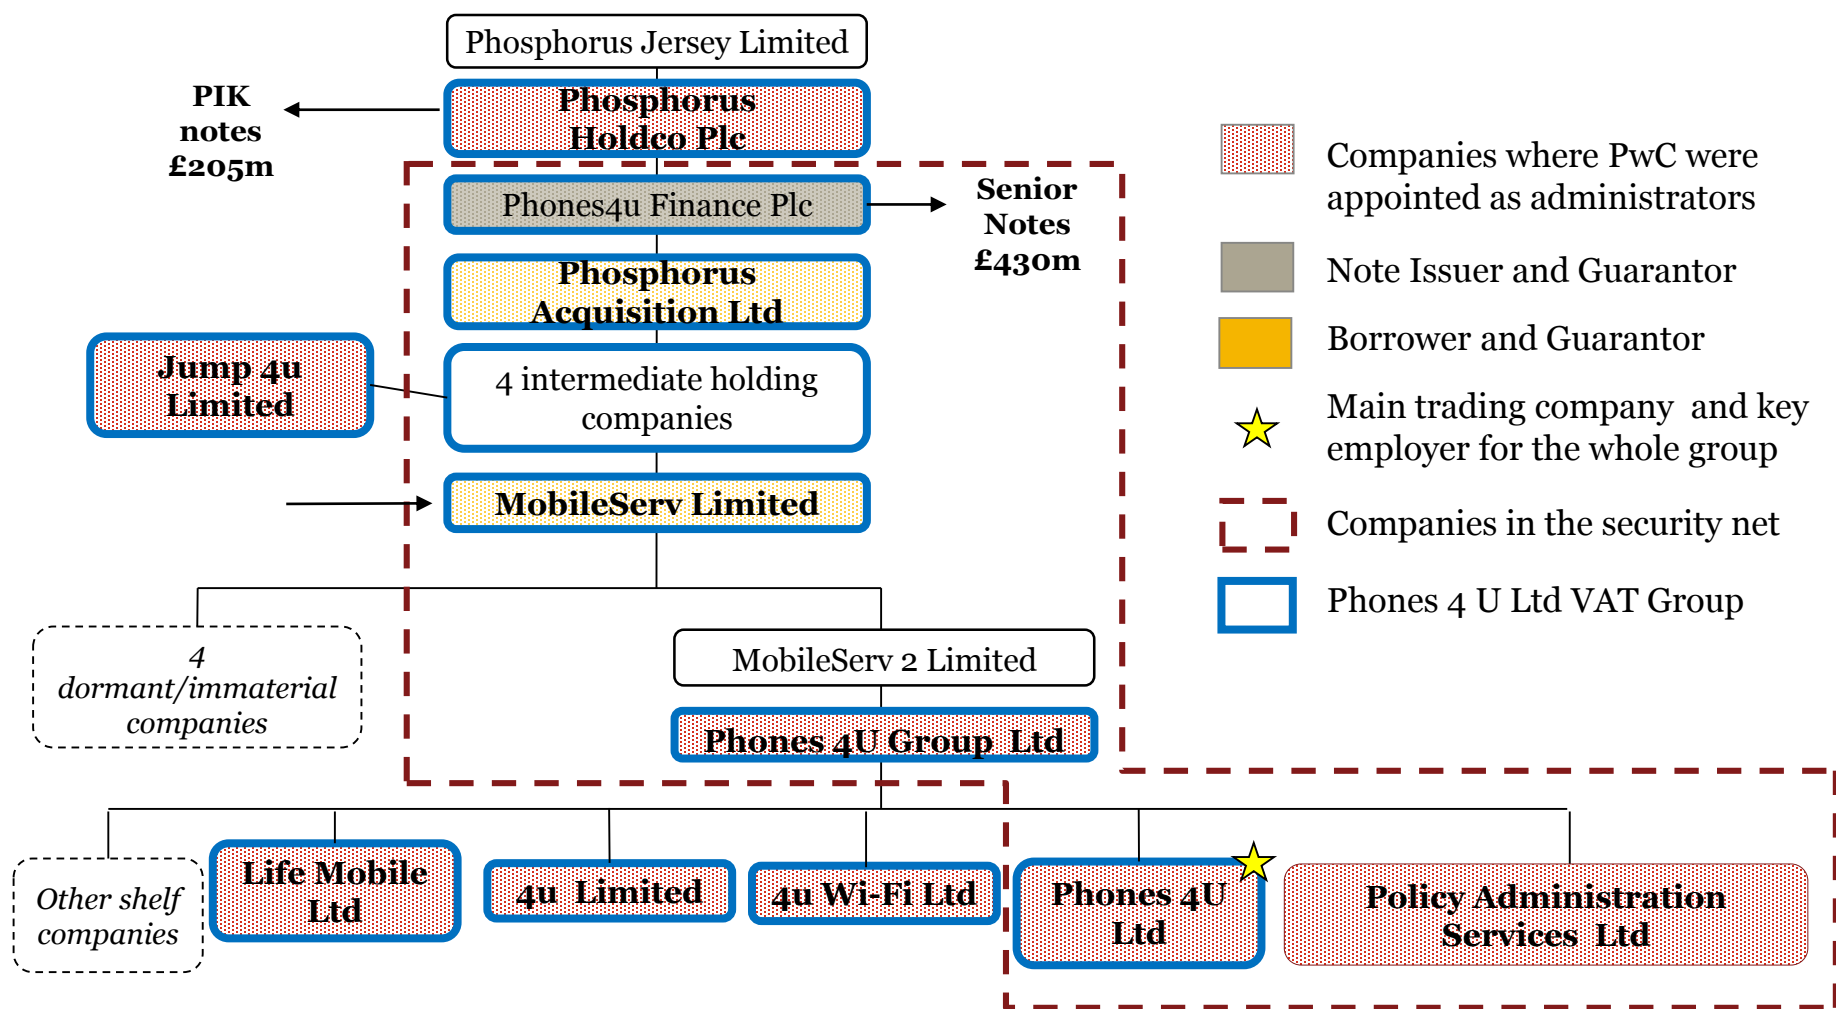 Phosphorus Jersey Limited
PIK
notes
£205m
Phosphorus
Holdco Plc
Phones4u Finance Plc
Senior
Notes
£430m
Phosphorus
Acquisition Ltd
Jump 4u
Limited
4 intermediate holding
companies
MobileServ Limited
4
dormant/immaterial
companies
MobileServ 2 Limited
Phones 4U Group Ltd
Other shelf
companies
Life Mobile
Ltd
4u Limited
4u Wi-Fi Ltd
Phones 4U
Ltd
Policy Administration
Services Ltd
Companies where PwC were
appointed as administrators
Note Issuer and Guarantor
Borrower and Guarantor
Main trading company and key
employer for the whole group
Companies in the security net
Phones 4 U Ltd VAT Group